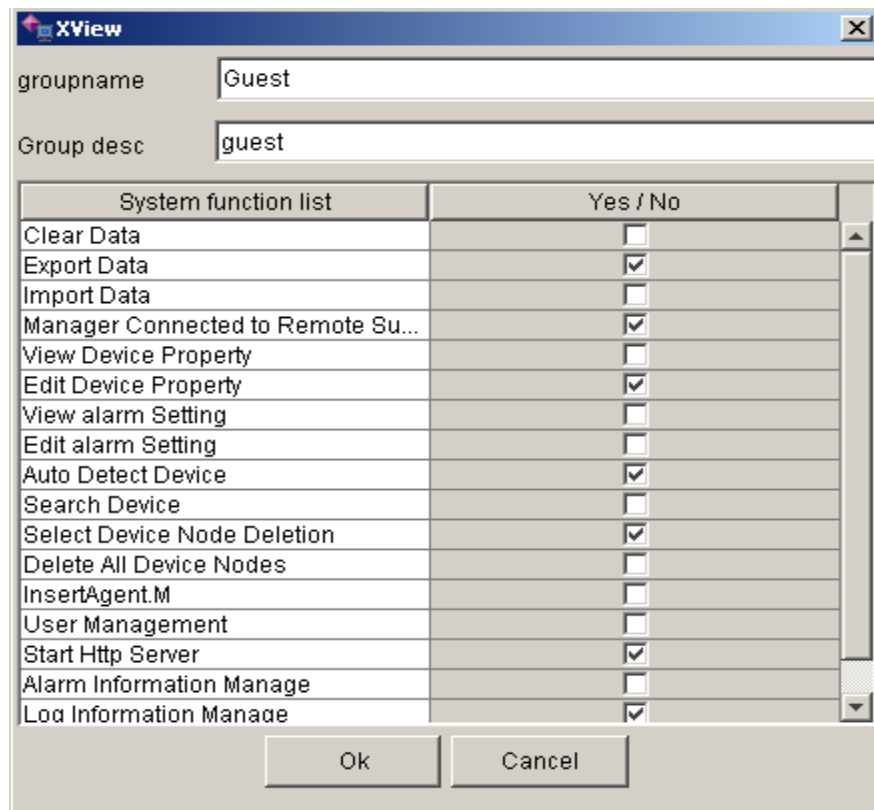 XView
groupname Guest
Group desc guest
System function list Yes / No
Clear Data
Export Data
Import Data
Manager Connected to Remote Su...
View Device Property
Edit Device Property
View alarm Setting
Edit alarm Setting
Auto Detect Device
Search Device
Select Device Node Deletion
Delete All Device Nodes
InsertAgent.M
User Management
Start Http Server
Alarm Information Manage
Log Information Manage
Ok Cancel